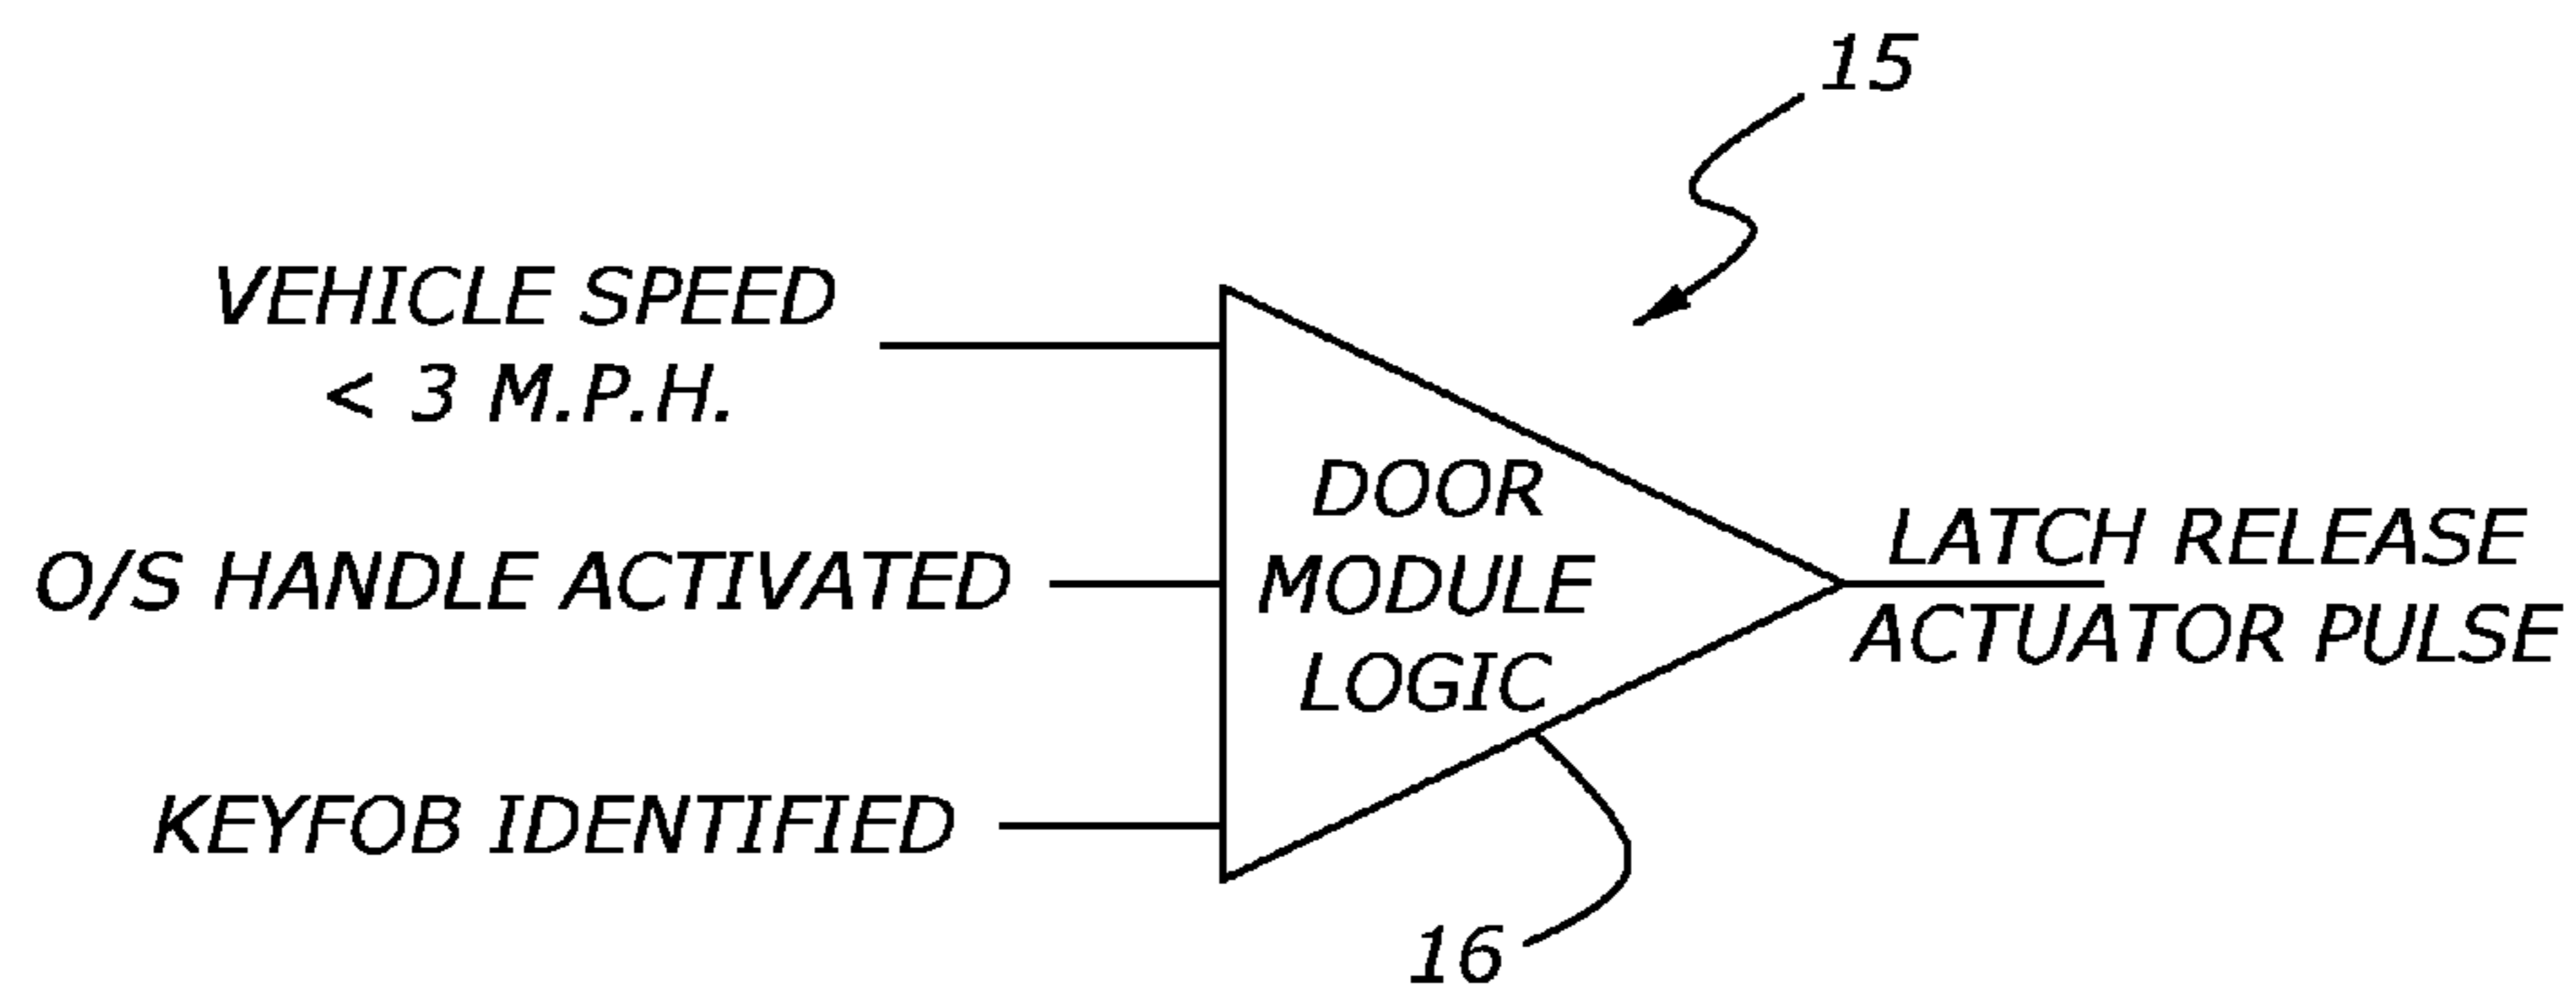 15
VEHICLE SPEED
< 3 M.P.H.
O/S HANDLE ACTIVATED
KEYFOB IDENTIFIED
DOOR
MODULE
LOGIC
LATCH RELEASE
ACTUATOR PULSE
16